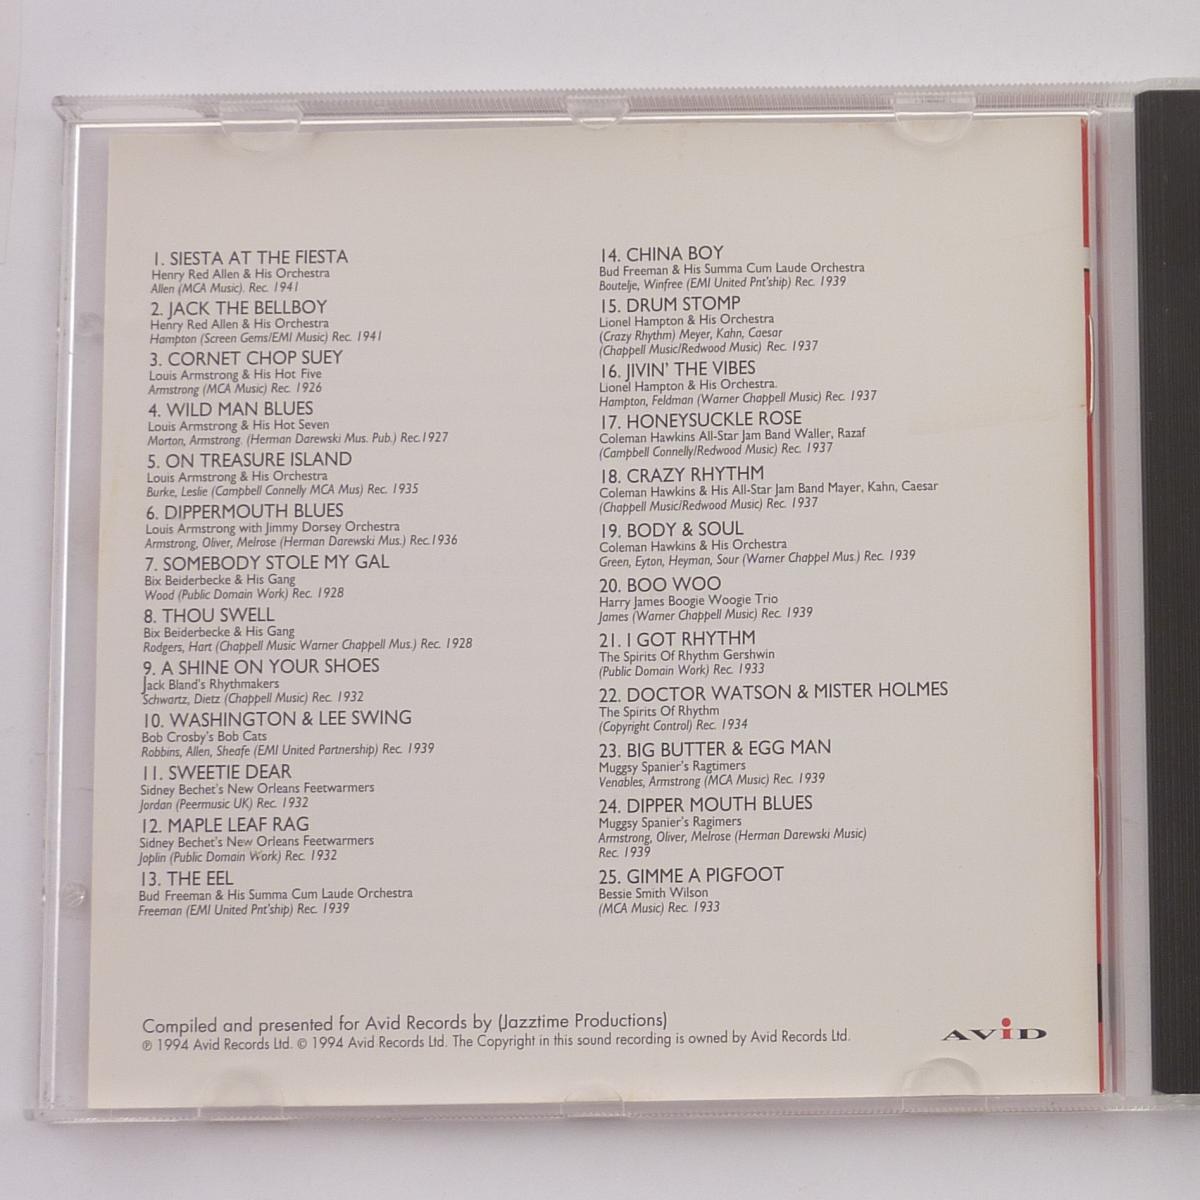 1. SIESTA AT THE FIESTA
Henry Red Allen & His Orchestra
Allen (MCA Music). Rec. 1941
2. JACK THE BELLBOY
Henry Red Allen & His Orchestra
Hampton (Screen Gems/EMI Music) Rec. 1941
3. CORNET CHOP SUEY
Louis Armstrong & His Hot Five
Armstrong (MCA Music) Rec. 1926
4. WILD MAN BLUES
Louis Armstrong & His Hot Seven
Morton, Armstrong. (Herman Darewski Mus. Pub.) Rec.1927
5. ON TREASURE ISLAND
Louis Armstrong & His Orchestra
Burke, Leslie (Campbell Connelly MCA Mus) Rec. 1935
6. DIPPERMOUTH BLUES
Louis Armstrong with Jimmy Dorsey Orchestra
Armstrong, Oliver, Melrose (Herman Darewski Mus.) Rec.1936
7. SOMEBODY STOLE MY GAL
Bix Beiderbecke & His Gang
Wood (Public Domain Work) Rec. 1928
8. THOU SWELL
Bix Beiderbecke & His Gang
Rodgers, Hart (Chappell Music Warner Chappell Mus.) Rec. 1928
9. A SHINE ON YOUR SHOES
Jack Bland's Rhythmakers
Schwartz, Dietz (Chappell Music) Rec. 1932
10. WASHINGTON & LEE SWING
Bob Crosby's Bob Cats
Robbins, Allen, Sheafe (EMI United Partnership) Rec. 1939
11. SWEETIE DEAR
Sidney Bechet's New Orleans Feetwarmers
Jordan (Peermusic UK) Rec. 1932
12. MAPLE LEAF RAG
Sidney Bechet's New Orleans Feetwarmers
Joplin (Public Domain Work) Rec. 1932
13. THE EEL
Bud Freeman & His Summa Cum Laude Orchestra
Freeman (EMI United Pnt'ship) Rec. 1939
14. CHINA BOY
Bud Freeman & His Summa Cum Laude Orchestra
Boutelje, Winfree (EMI United Pnt'ship) Rec. 1939
15. DRUM STOMP
Lionel Hampton & His Orchestra
(Crazy Rhythm) Meyer, Kahn, Caesar
(Chappell Music/Redwood Music) Rec. 1937
16. JIVIN' THE VIBES
Lionel Hampton & His Orchestra.
Hampton, Feldman (Warner Chappell Music) Rec. 1937
17. HONEYSUCKLE ROSE
Coleman Hawkins All-Star Jam Band Waller, Razaf
(Campbell Connelly/Redwood Music) Rec. 1937
18. CRAZY RHYTHM
Coleman Hawkins & His All-Star Jam Band Mayer, Kahn, Caesar
(Chappell Music/Redwood Music) Rec. 1937
19. BODY & SOUL
Coleman Hawkins & His Orchestra
Green, Eyton, Heyman, Sour (Warner Chappel Mus.) Rec. 1939
20. BOO WOO
Harry James Boogie Woogie Trio
James (Warner Chappell Music) Rec. 1939
21. I GOT RHYTHM
The Spirits Of Rhythm Gershwin
(Public Domain Work) Rec. 1933
22. DOCTOR WATSON & MISTER HOLMES
The Spirits Of Rhythm
(Copyright Control) Rec. 1934
23. BIG BUTTER & EGG MAN
Muggsy Spanier's Ragtimers
Venables, Armstrong (MCA Music) Rec. 1939
24. DIPPER MOUTH BLUES
Muggsy Spanier's Ragimers
Armstrong, Oliver, Melrose (Herman Darewski Music)
Rec. 1939
25. GIMME A PIGFOOT
Bessie Smith Wilson
(MCA Music) Rec. 1933
Compiled and presented for Avid Records by (Jazztime Productions)
℗ 1994 Avid Records Ltd. © 1994 Avid Records Ltd. The Copyright in this sound recording is owned by Avid Records Ltd.
AViD